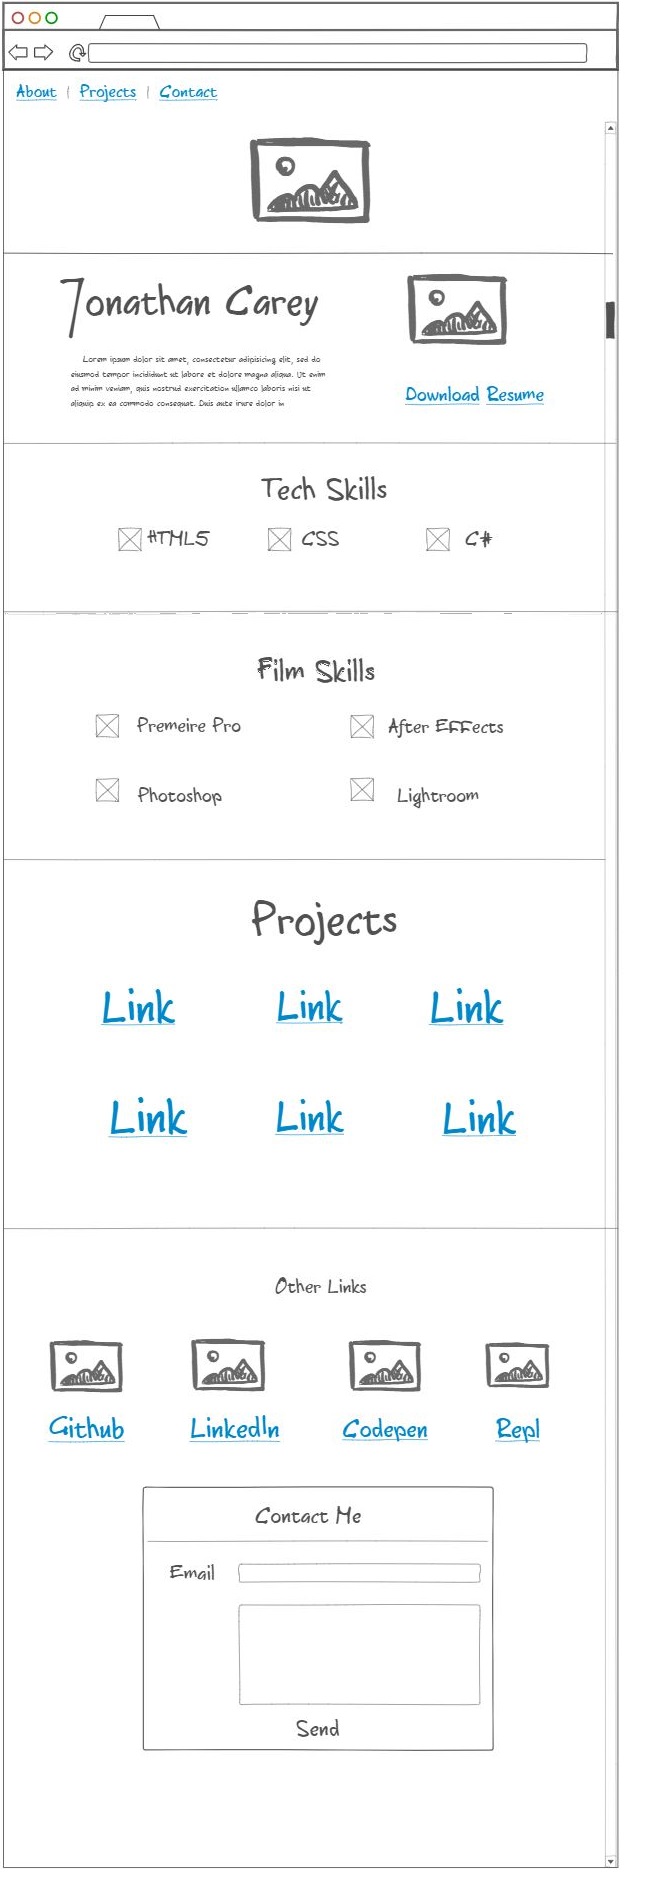 About | Projects | Contact
Jonathan Carey
Lorem ipsum dolor sit amet, consectetur adipisicing elit, sed do
eiusmod tempor incididunt ut labore et dolore magna aliqua. Ut enim
ad minim veniam, quis nostrud exercitation ullamco laboris nisi ut
aliquip ex ea commodo consequat. Duis aute irure dolor in
Download Resume
Tech Skills
HTML5 CSS C#
Film Skills
Premeire Pro After Effects
Photoshop Lightroom
Projects
Link Link Link
Link Link Link
Other Links
Github LinkedIn Codepen Repl
Contact Me
Email
Send